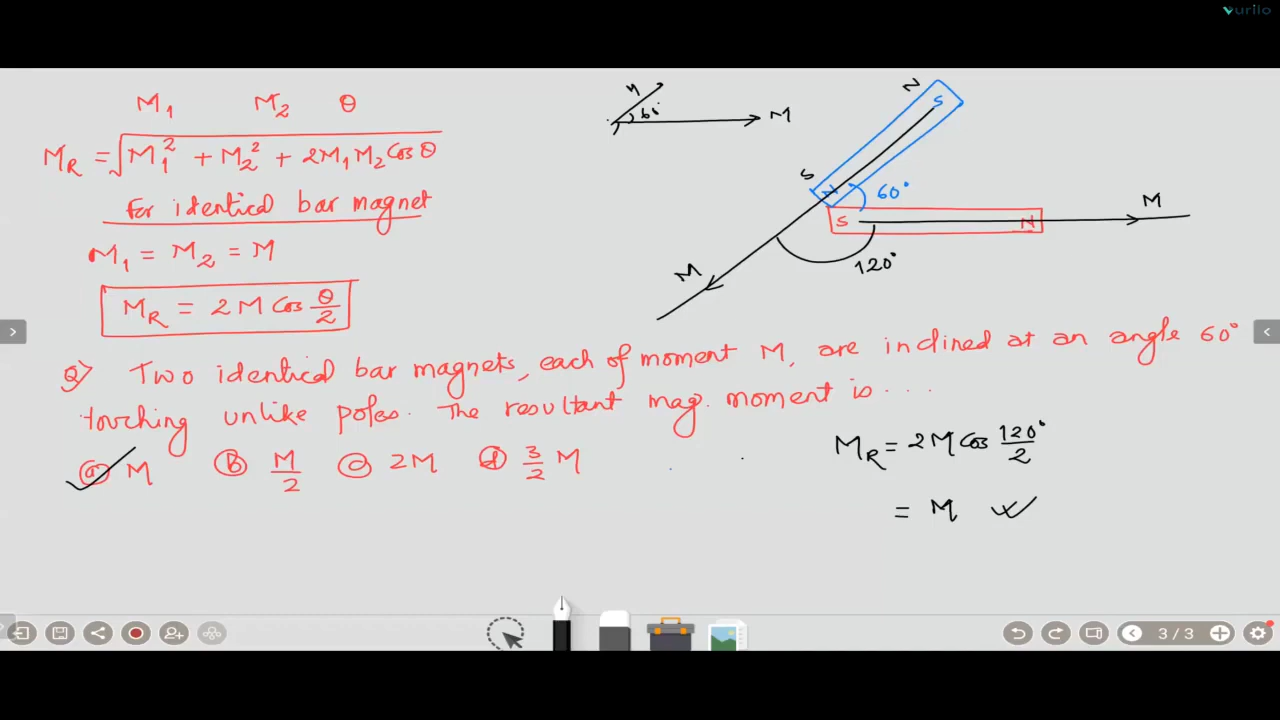 Vurilo
M₁ M₂ θ
M_R = √(M₁² + M₂² + 2M₁M₂ Cos θ)
For identical bar magnet
M₁ = M₂ = M
M_R = 2M Cos θ/2
60°
M
N
S
S
N
60°
S
N
M
120°
M
Q) Two identical bar magnets, each of moment M, are inclined at an angle 60°
touching unlike poles. The resultant mag. moment is . . .
(a) M (b) M/2 (c) 2M (d) 3/2 M
M_R = 2M Cos 120°/2
= M
3/3